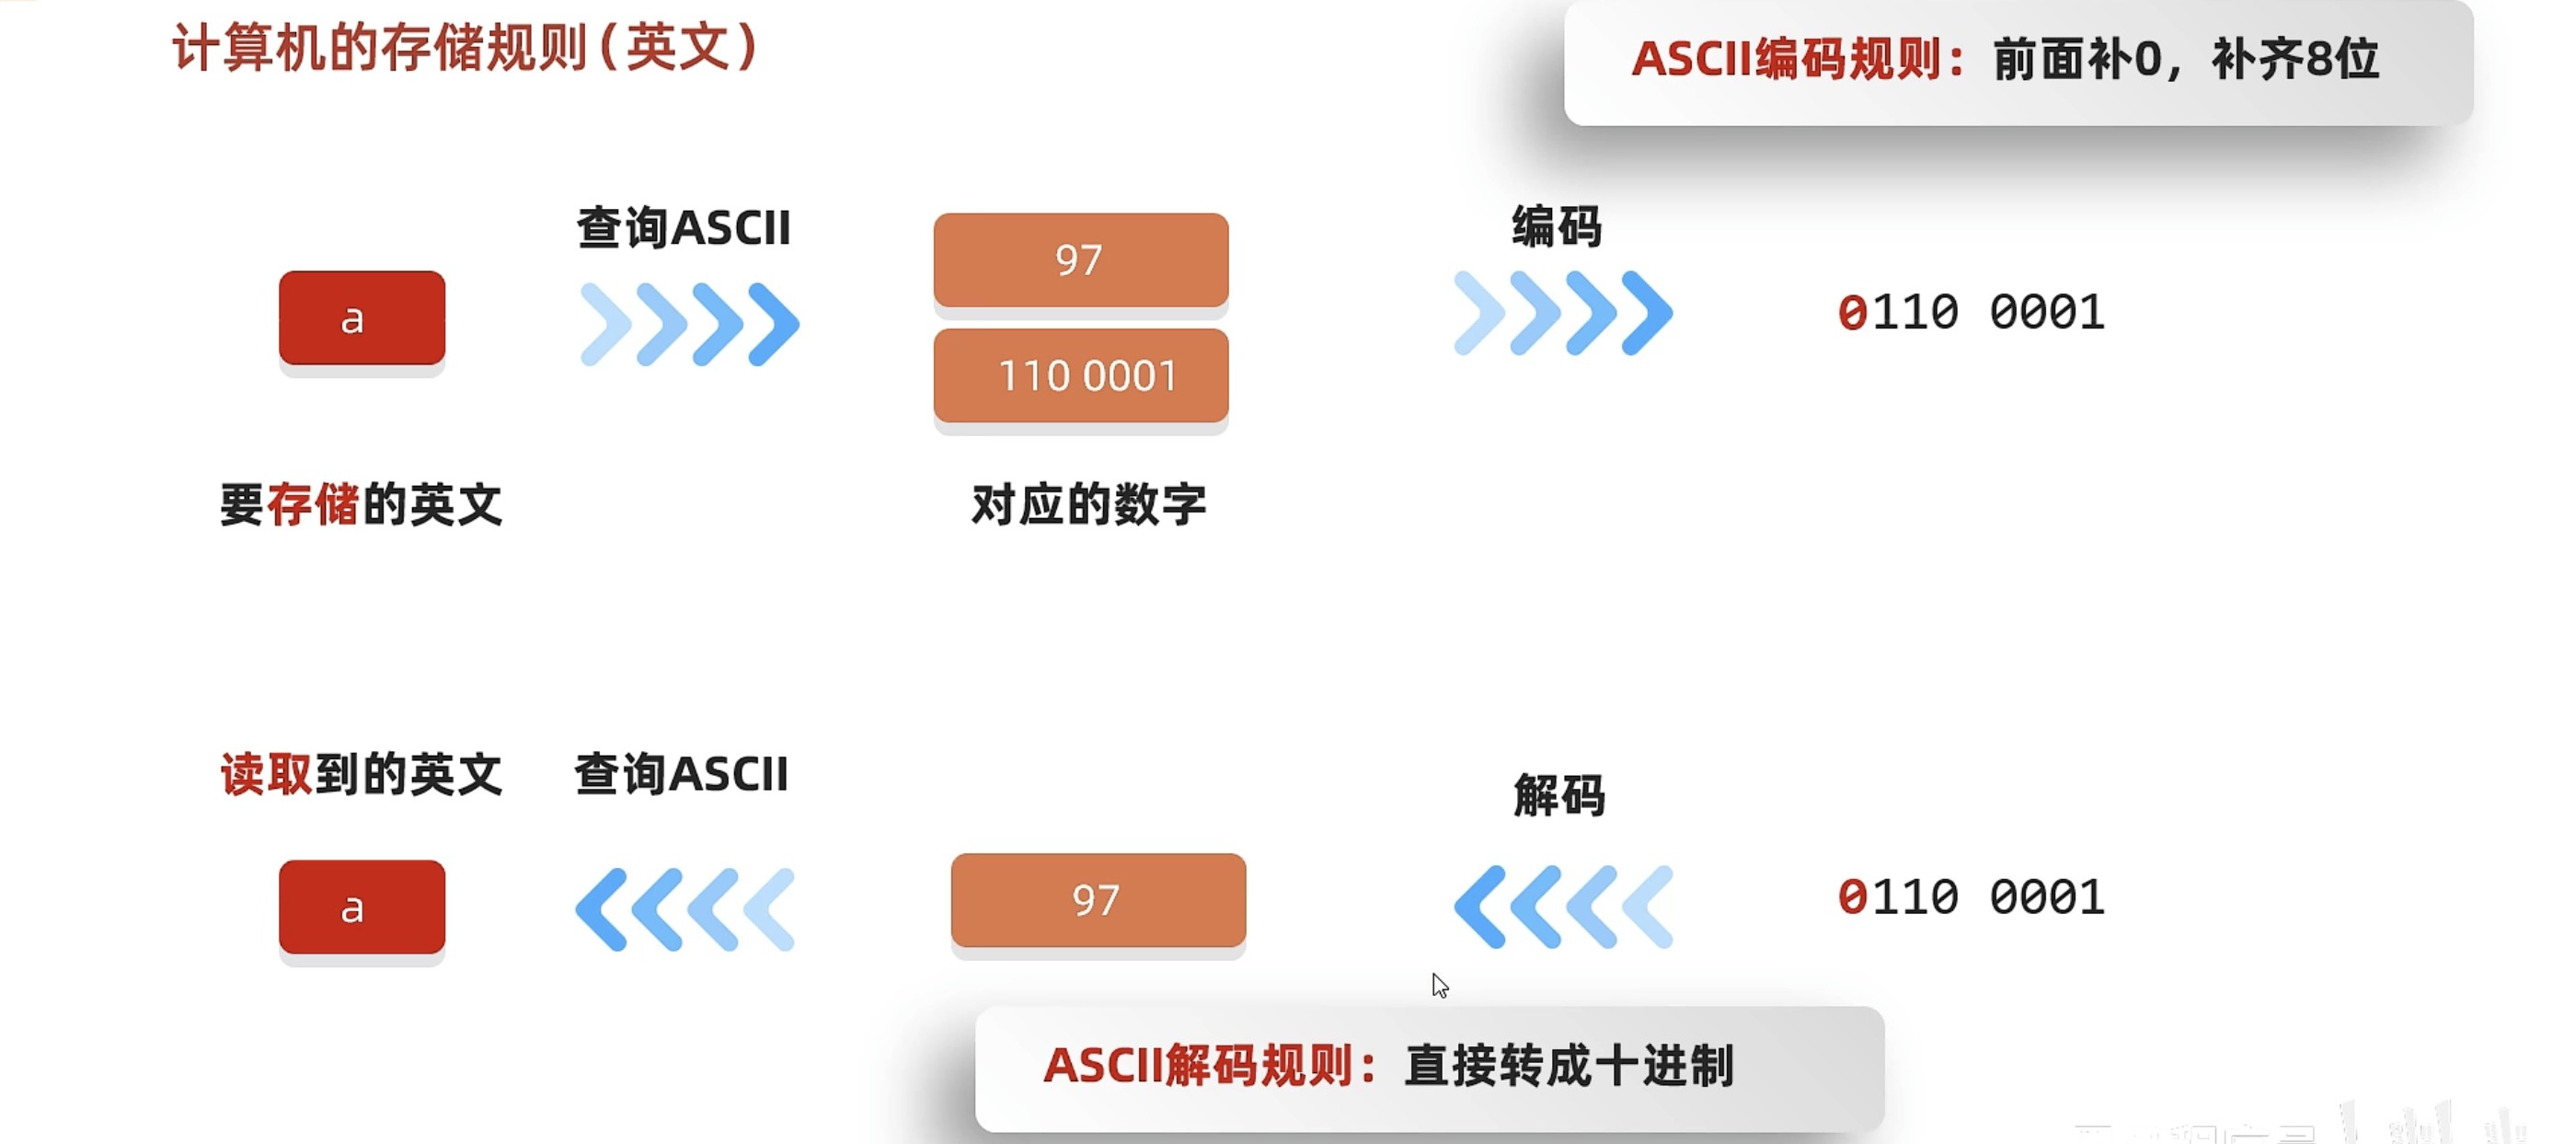 计算机的存储规则(英文)
ASCII编码规则：前面补0，补齐8位
查询ASCII
编码
97
a
110 0001
0110 0001
要存储的英文
对应的数字
读取到的英文
查询ASCII
解码
a
97
0110 0001
ASCII解码规则：直接转成十进制